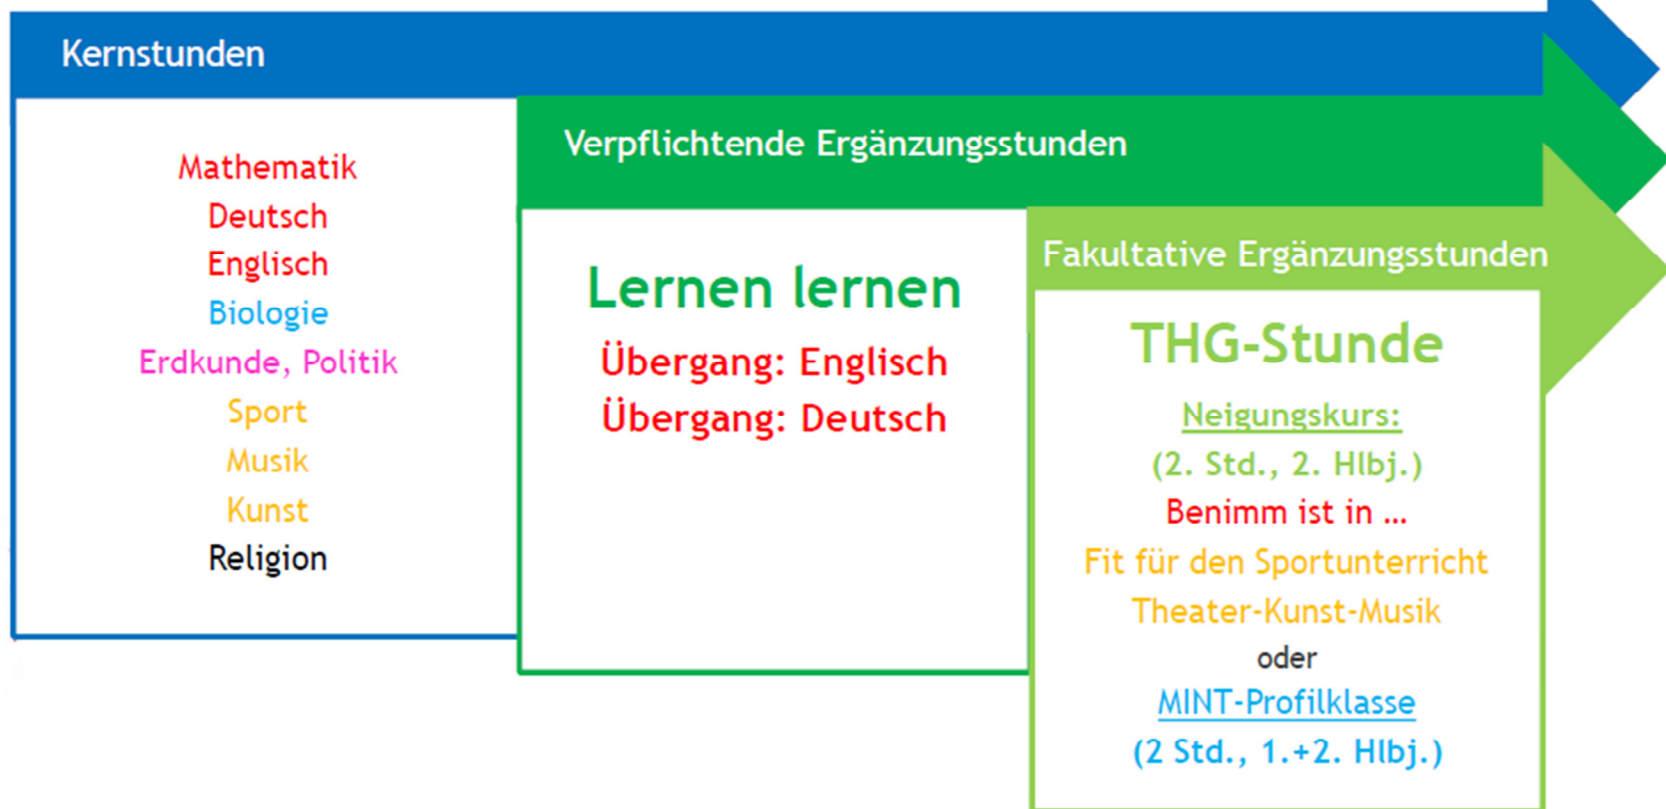 Kernstunden
Mathematik
Deutsch
Englisch
Biologie
Erdkunde, Politik
Sport
Musik
Kunst
Religion
Verpflichtende Ergänzungsstunden
Lernen lernen
Übergang: Englisch
Übergang: Deutsch
Fakultative Ergänzungsstunden
THG-Stunde
Neigungskurs:
(2. Std., 2. Hlbj.)
Benimm ist in …
Fit für den Sportunterricht
Theater-Kunst-Musik
oder
MINT-Profilklasse
(2 Std., 1.+2. Hlbj.)